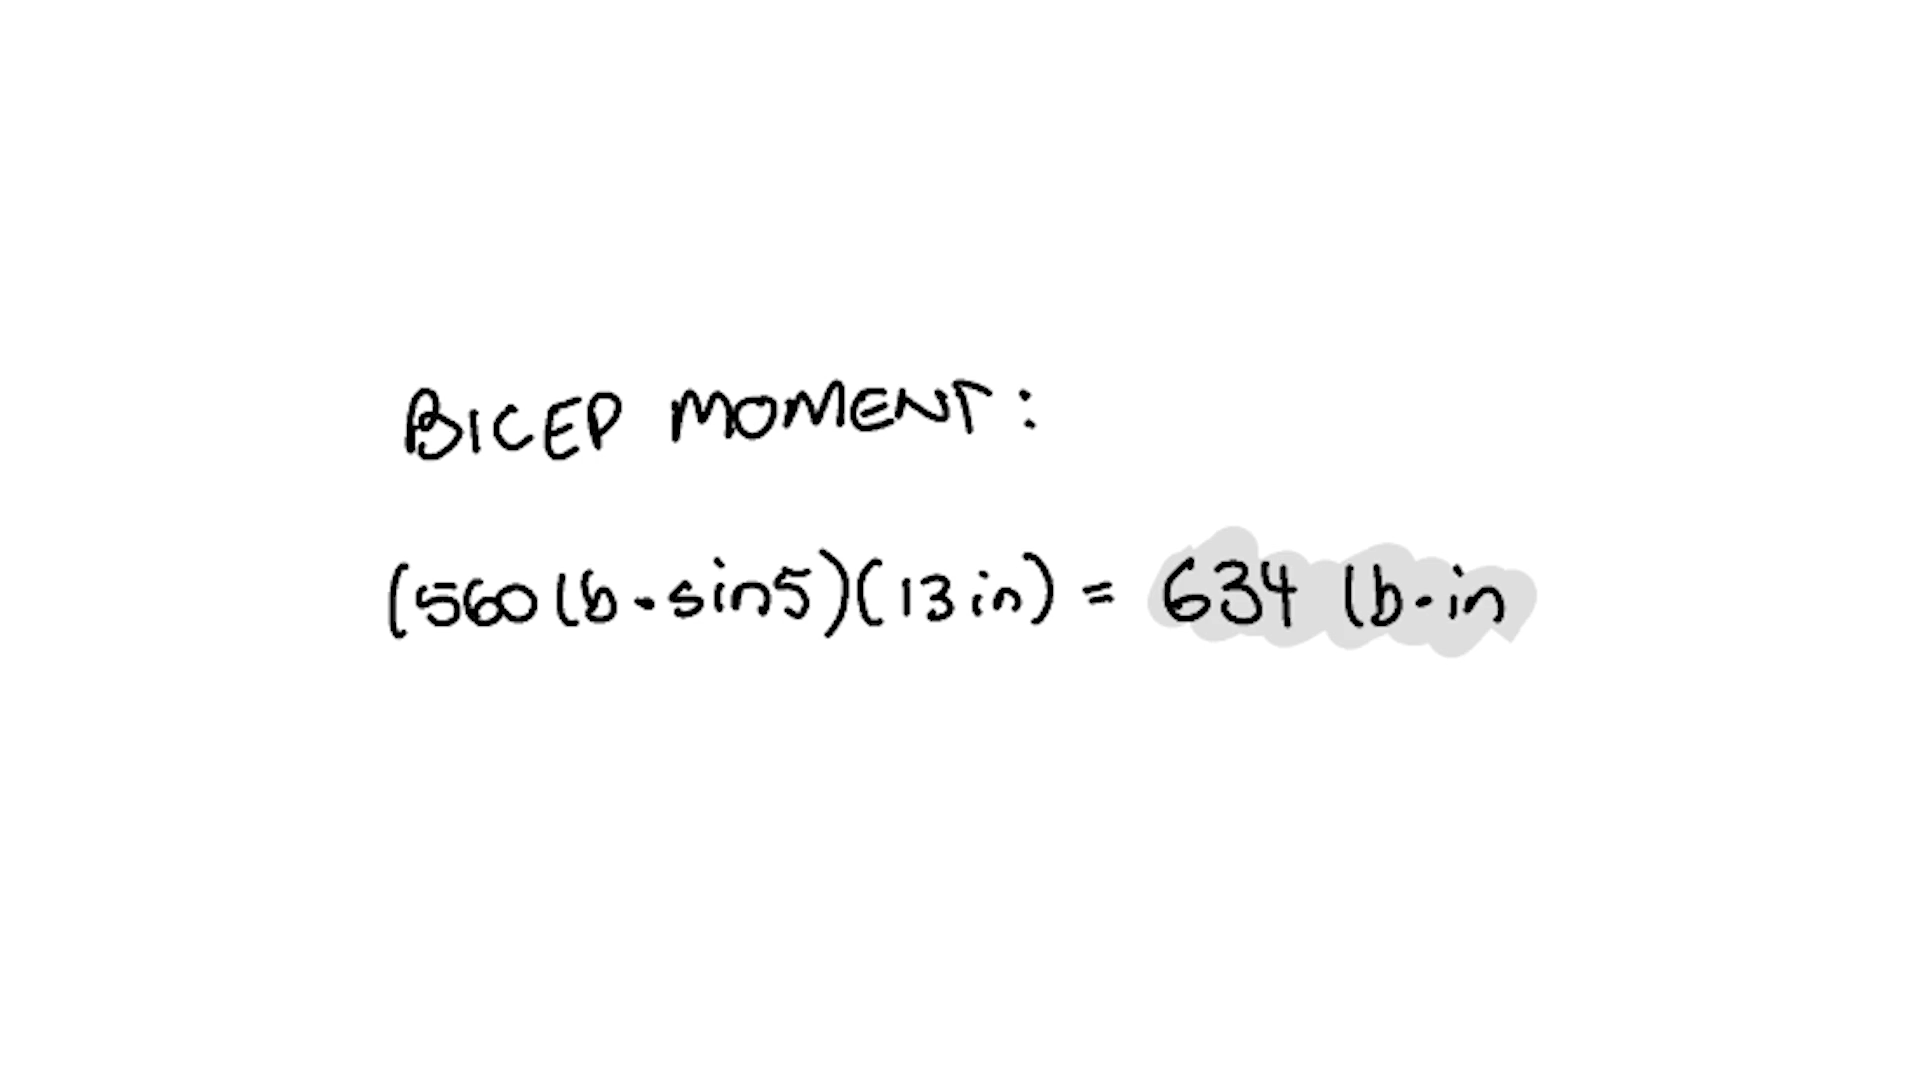 BICEP MOMENT:
(560 lb · sin5)(13 in) = 634 lb·in